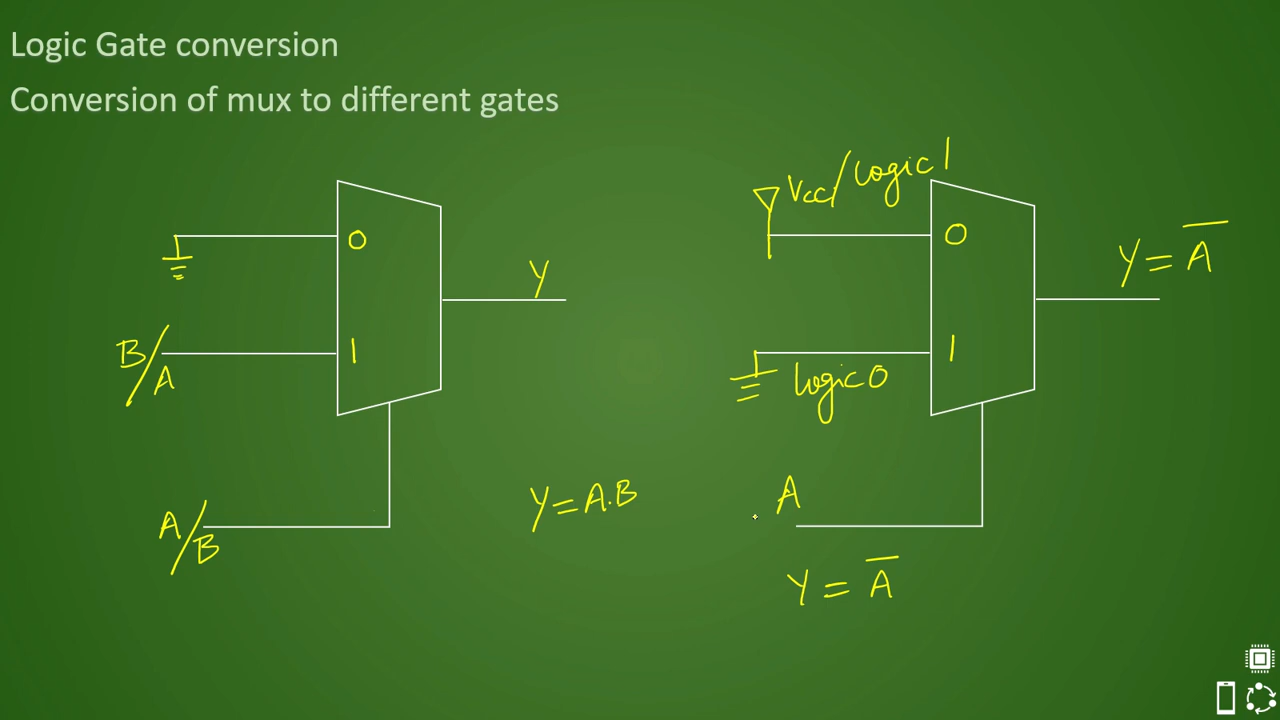 Logic Gate conversion
Conversion of mux to different gates
0
B/A
1
Y
A/B
Y = A.B
Vcc/Logic 1
0
logic 0
1
Y = A̅
A
Y = A̅